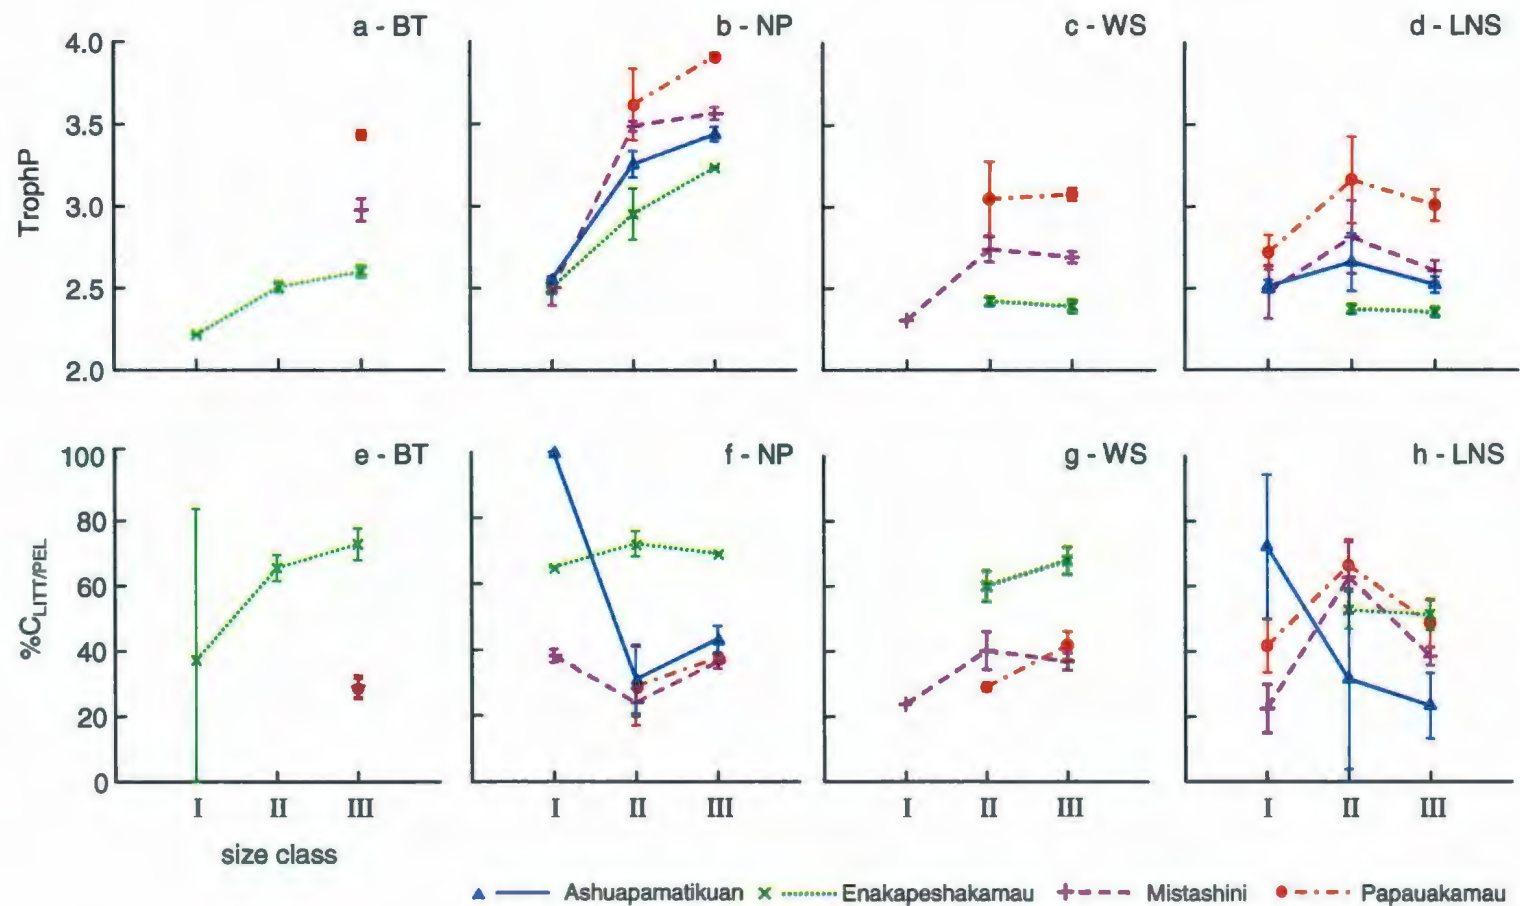 a - BT
b - NP
c - WS
d - LNS
TrophP
4.0
3.5
3.0
2.5
2.0
e - BT
f - NP
g - WS
h - LNS
%C LITT/PEL
100
80
60
40
20
0
I II III
I II III
I II III
I II III
size class
Ashuapamatikuan Enakapeshakamau Mistashini Papauakamau